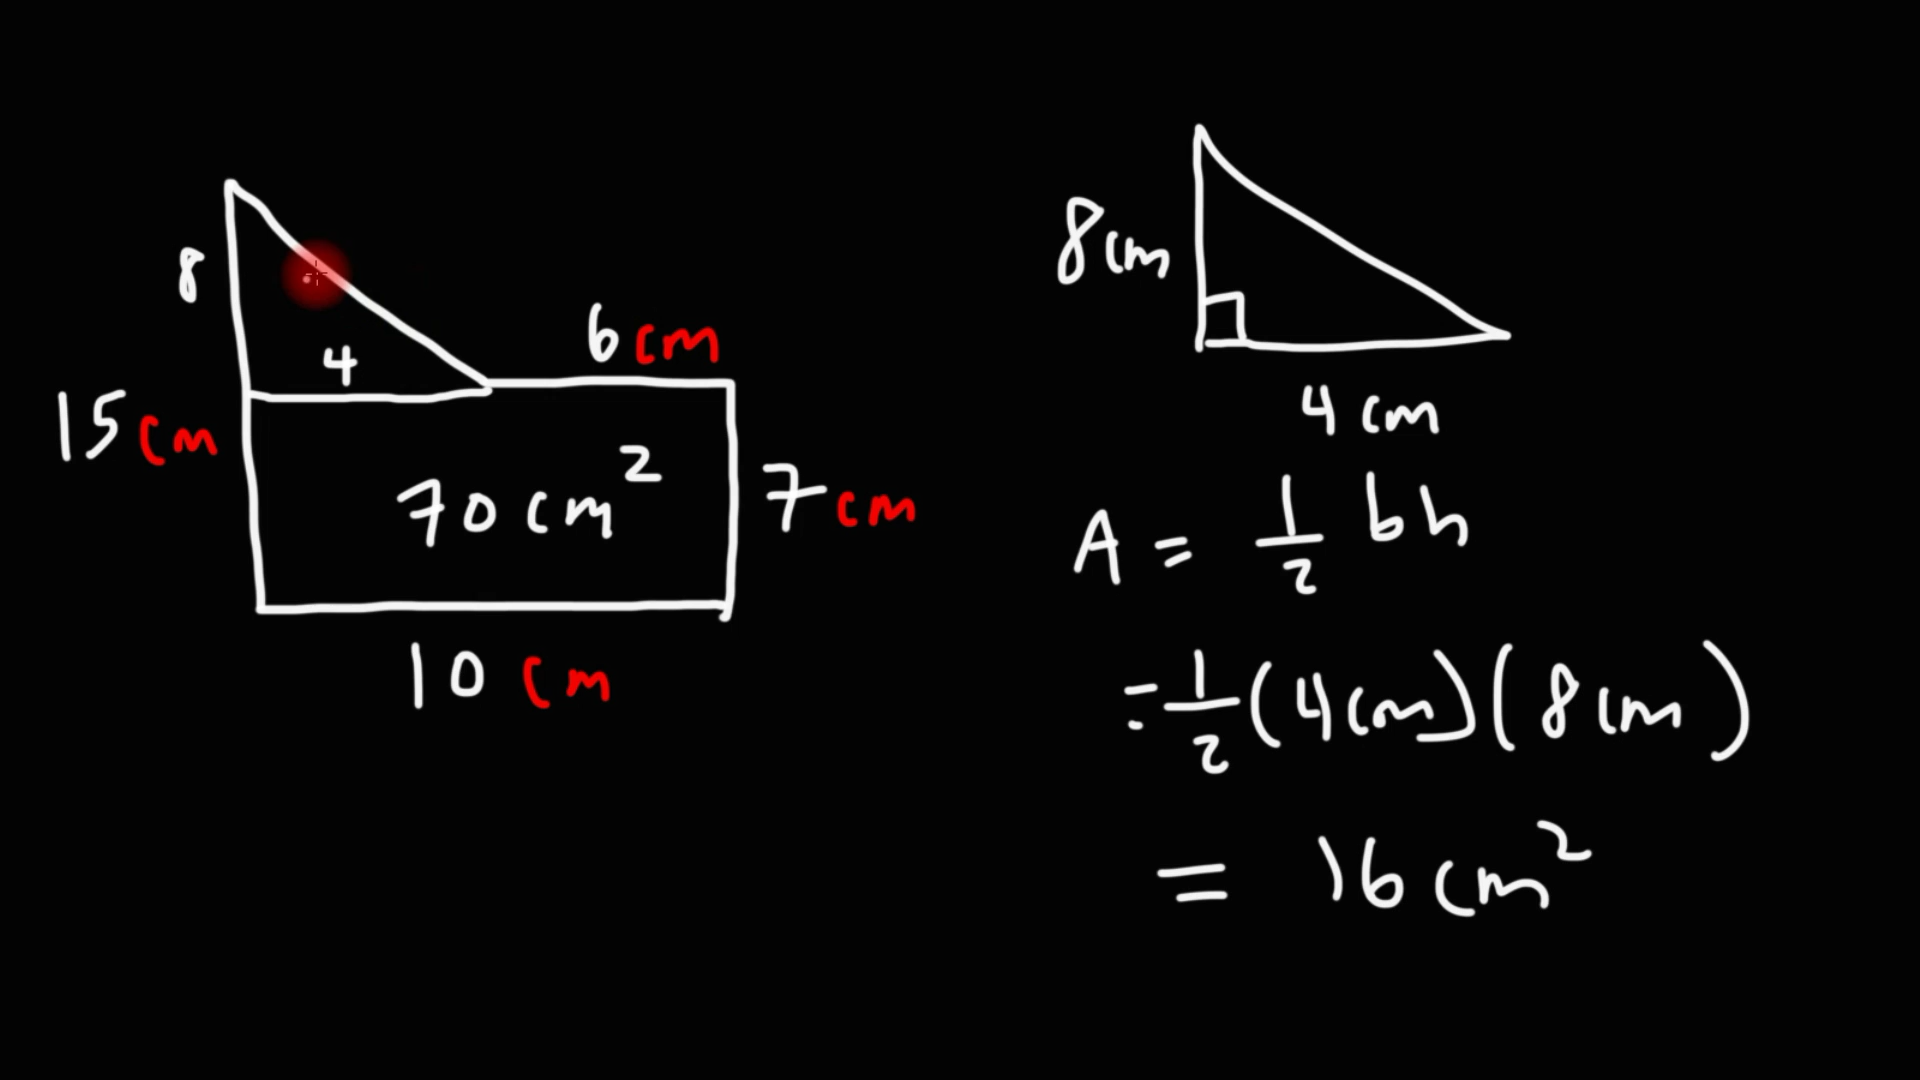 8
4
6 cm
15 cm
70 cm²
7 cm
10 cm
8 cm
4 cm
A = 1/2 bh
= 1/2 (4 cm)(8 cm)
= 16 cm²